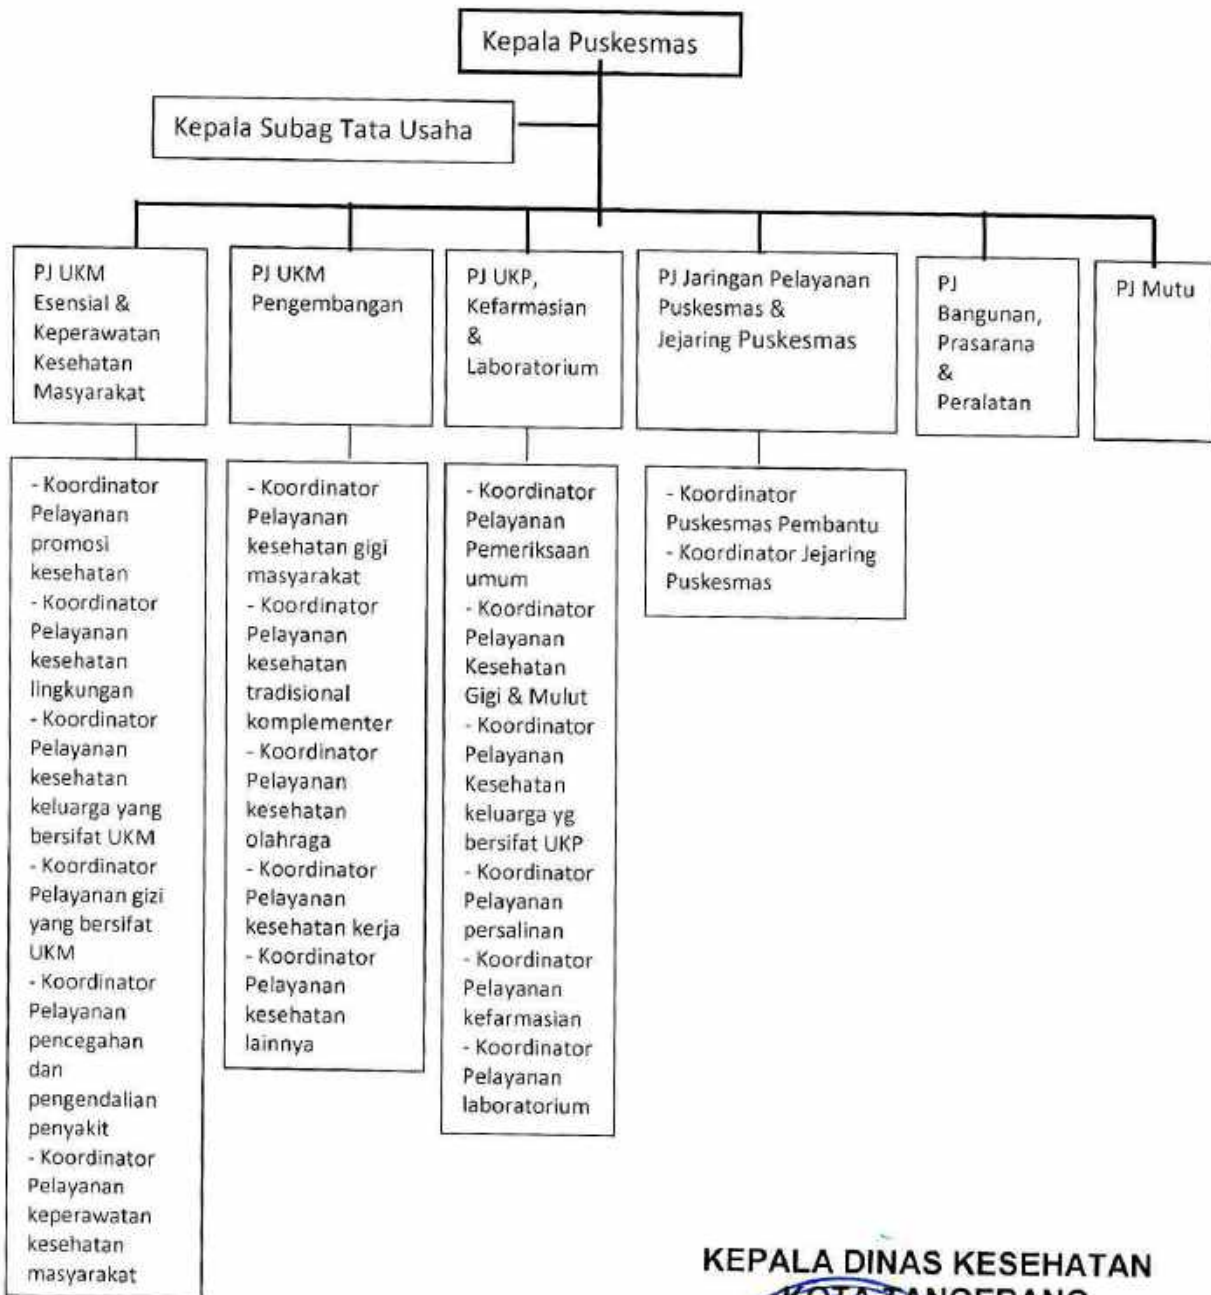 Kepala Puskesmas
Kepala Subag Tata Usaha
PJ UKM
Esensial &
Keperawatan
Kesehatan
Masyarakat
PJ UKM
Pengembangan
PJ UKP,
Kefarmasian
&
Laboratorium
PJ Jaringan Pelayanan
Puskesmas &
Jejaring Puskesmas
PJ
Bangunan,
Prasarana
&
Peralatan
PJ Mutu
- Koordinator
Pelayanan
promosi
kesehatan
- Koordinator
Pelayanan
kesehatan
lingkungan
- Koordinator
Pelayanan
kesehatan
keluarga yang
bersifat UKM
- Koordinator
Pelayanan gizi
yang bersifat
UKM
- Koordinator
Pelayanan
pencegahan
dan
pengendalian
penyakit
- Koordinator
Pelayanan
keperawatan
kesehatan
masyarakat
- Koordinator
Pelayanan
kesehatan gigi
masyarakat
- Koordinator
Pelayanan
kesehatan
tradisional
komplementer
- Koordinator
Pelayanan
kesehatan
olahraga
- Koordinator
Pelayanan
kesehatan kerja
- Koordinator
Pelayanan
kesehatan
lainnya
- Koordinator
Pelayanan
Pemeriksaan
umum
- Koordinator
Pelayanan
Kesehatan
Gigi & Mulut
- Koordinator
Pelayanan
Kesehatan
keluarga yg
bersifat UKP
- Koordinator
Pelayanan
persalinan
- Koordinator
Pelayanan
kefarmasian
- Koordinator
Pelayanan
laboratorium
- Koordinator
Puskesmas Pembantu
- Koordinator Jejaring
Puskesmas
KEPALA DINAS KESEHATAN
KOTA TANGERANG